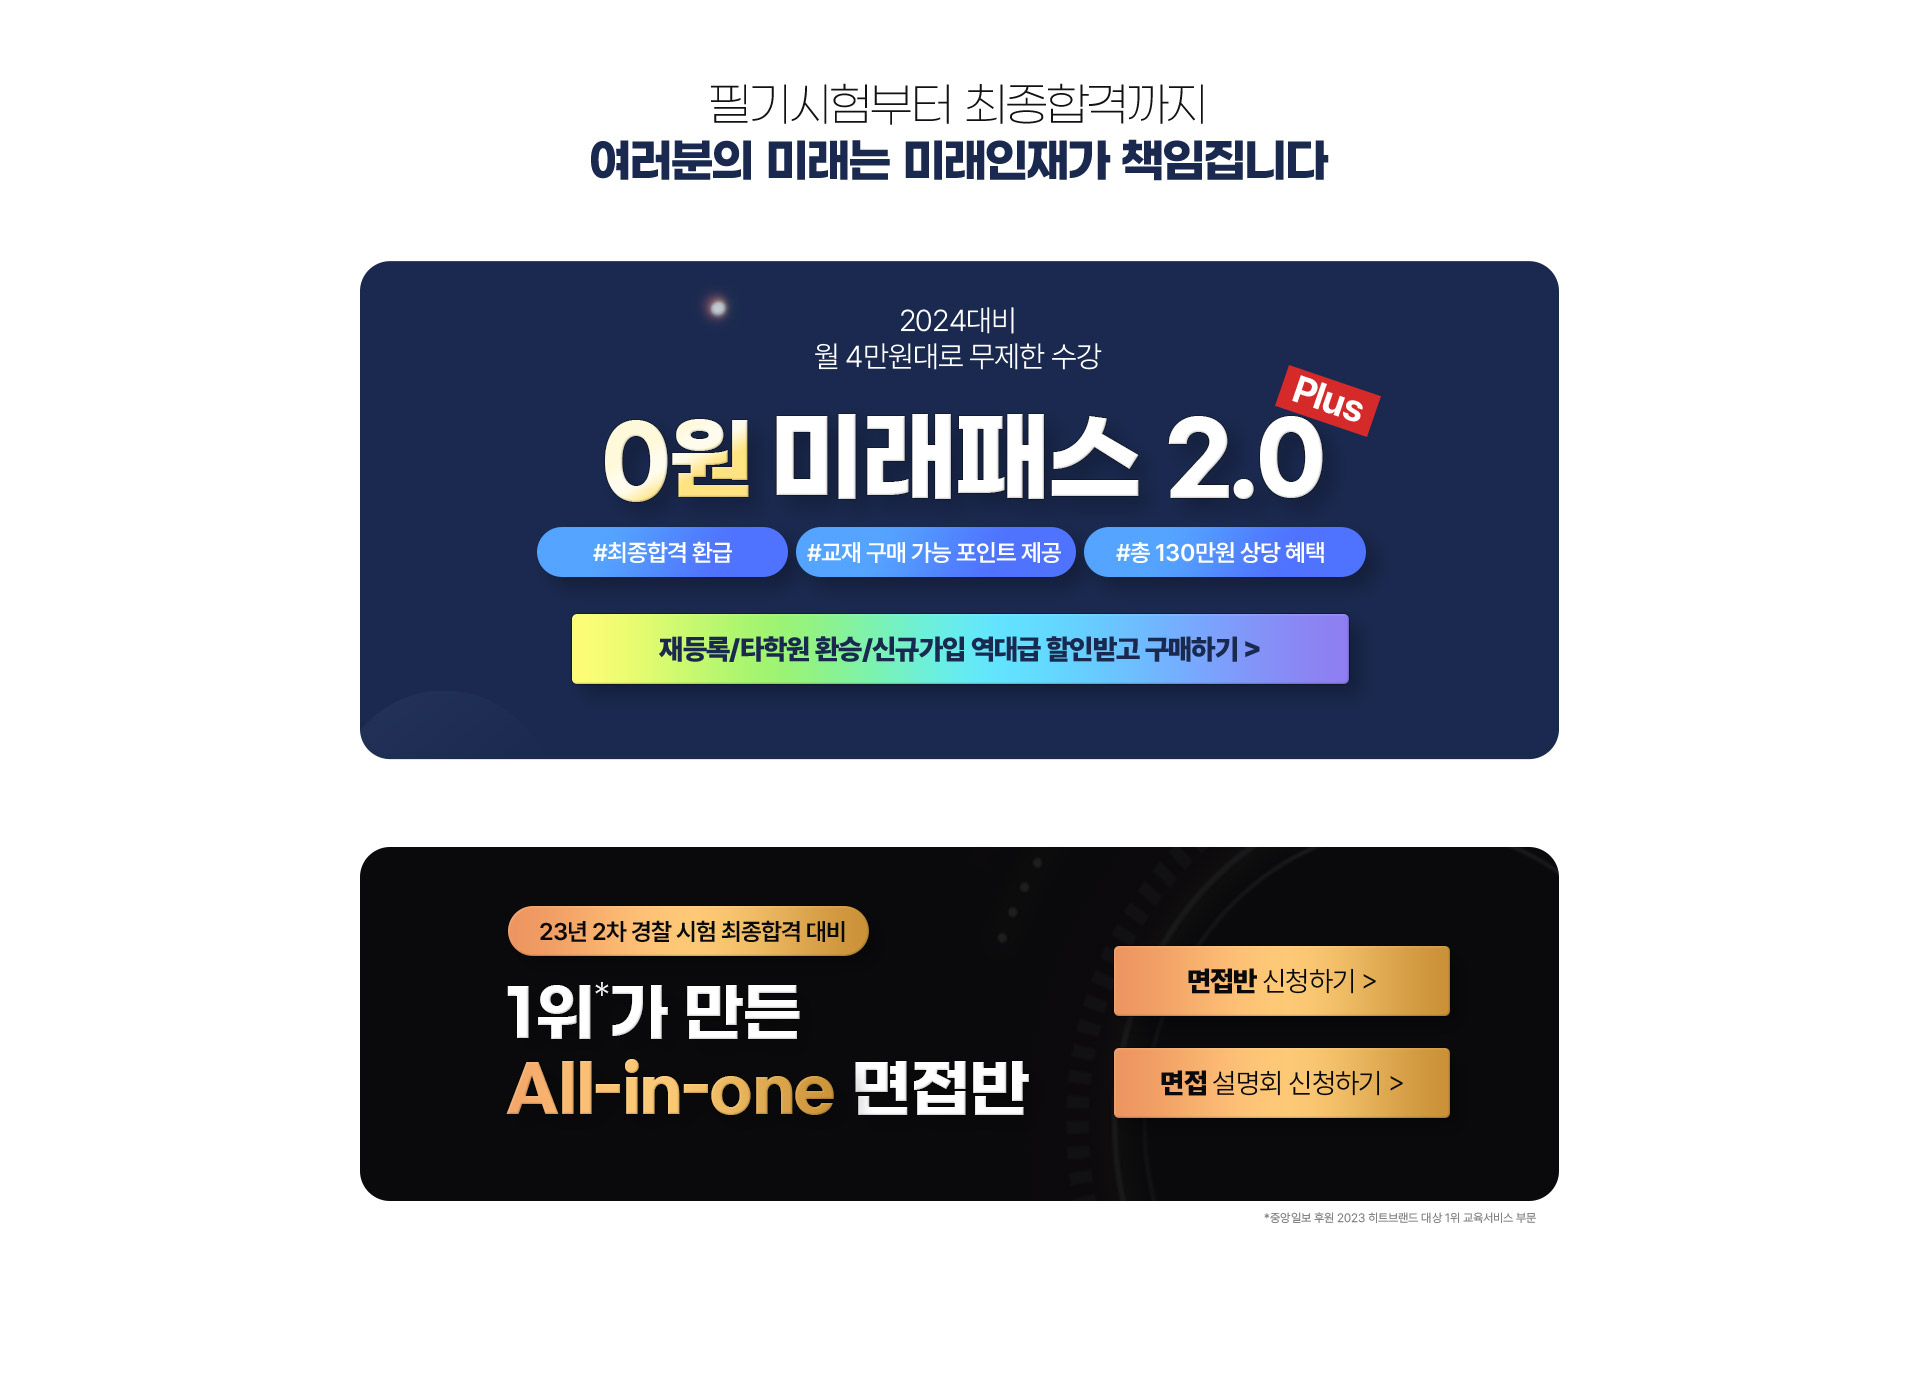 필기시험부터 최종합격까지
여러분의 미래는 미래인재가 책임집니다
2024대비
월 4만원대로 무제한 수강
Plus
0원 미래패스 2.0
#최종합격 환급
#교재 구매 가능 포인트 제공
#총 130만원 상당 혜택
재등록/타학원 환승/신규가입 역대급 할인받고 구매하기 >
23년 2차 경찰 시험 최종합격 대비
1위*가 만든
All-in-one 면접반
면접반 신청하기 >
면접 설명회 신청하기 >
*중앙일보 후원 2023 히트브랜드 대상 1위 교육서비스 부문